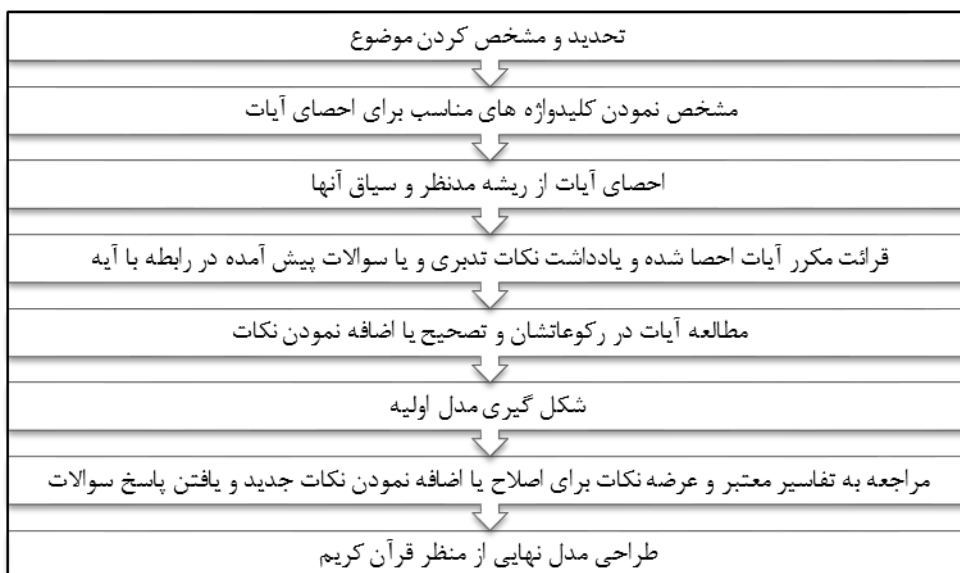 تحدید و مشخص کردن موضوع
مشخص نمودن کلیدواژه های مناسب برای احصای آیات
احصای آیات از ریشه مدنظر و سیاق آنها
قرائت مکرر آیات احصا شده و یادداشت نکات تدبری و یا سوالات پیش آمده در رابطه با آیه
مطالعه آیات در رکوعاتشان و تصحیح یا اضافه نمودن نکات
شکل گیری مدل اولیه
مراجعه به تفاسیر معتبر و عرضه نکات برای اصلاح یا اضافه نمودن نکات جدید و یافتن پاسخ سوالات
طراحی مدل نهایی از منظر قرآن کریم